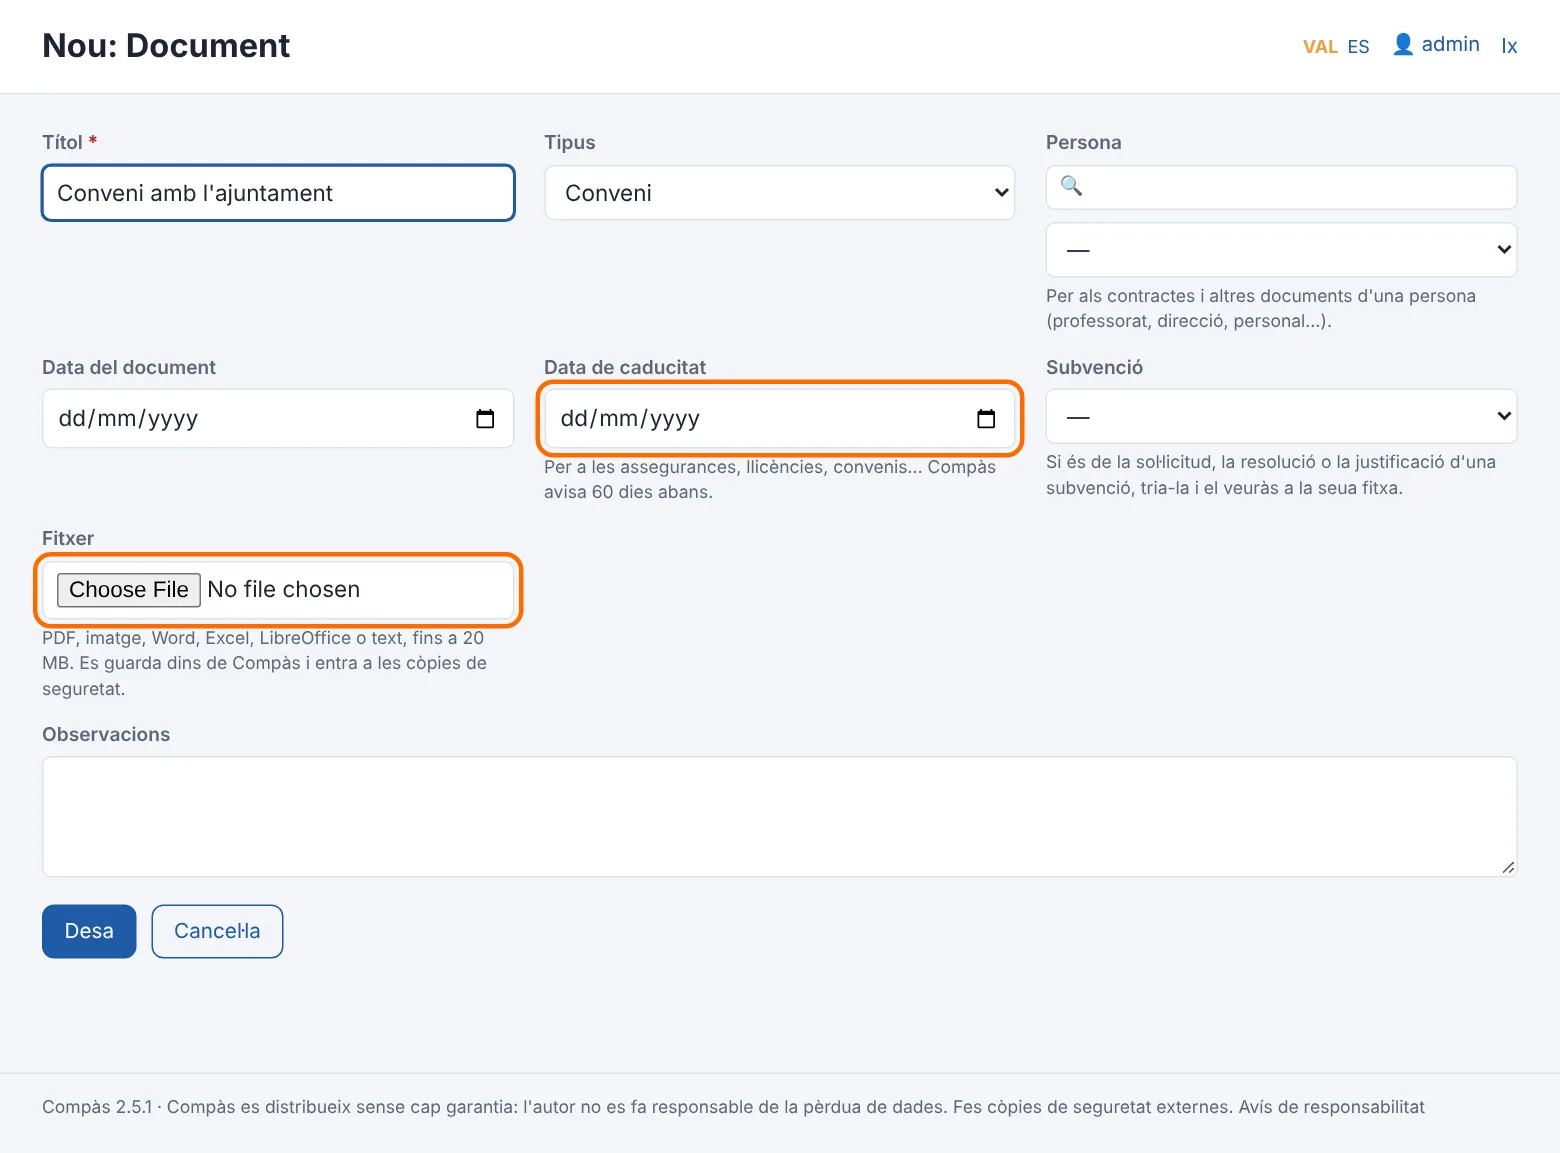 Nou: Document
VAL ES admin Ix
Títol *
Conveni amb l'ajuntament
Tipus
Conveni
Persona
—
Per als contractes i altres documents d'una persona
(professorat, direcció, personal...).
Data del document
dd/mm/yyyy
Data de caducitat
dd/mm/yyyy
Per a les assegurances, llicències, convenis... Compàs
avisa 60 dies abans.
Subvenció
—
Si és de la sol·licitud, la resolució o la justificació d'una
subvenció, tria-la i el veuràs a la seua fitxa.
Fitxer
Choose File No file chosen
PDF, imatge, Word, Excel, LibreOffice o text, fins a 20
MB. Es guarda dins de Compàs i entra a les còpies de
seguretat.
Observacions
Desa
Cancel·la
Compàs 2.5.1 · Compàs es distribueix sense cap garantia: l'autor no es fa responsable de la pèrdua de dades. Fes còpies de seguretat externes. Avís de responsabilitat